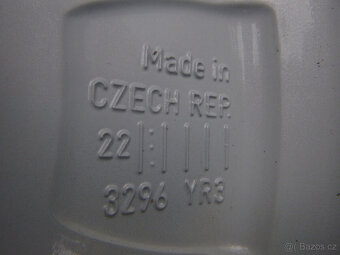 Made in
CZECH REP.
22
3296 YR3
Bazos.cz